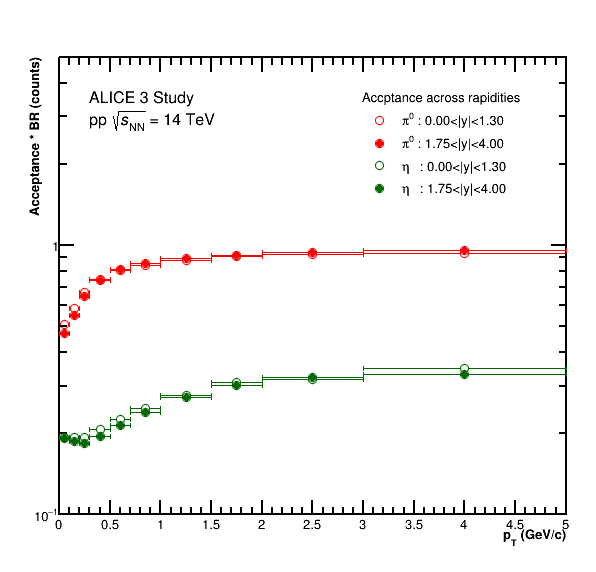 ALICE 3 Study
pp √sNN = 14 TeV
Accptance across rapidities
π0 : 0.00<|y|<1.30
π0 : 1.75<|y|<4.00
η : 0.00<|y|<1.30
η : 1.75<|y|<4.00
Acceptance * BR (counts)
1
10−1
0 0.5 1 1.5 2 2.5 3 3.5 4 4.5 5
pT (GeV/c)